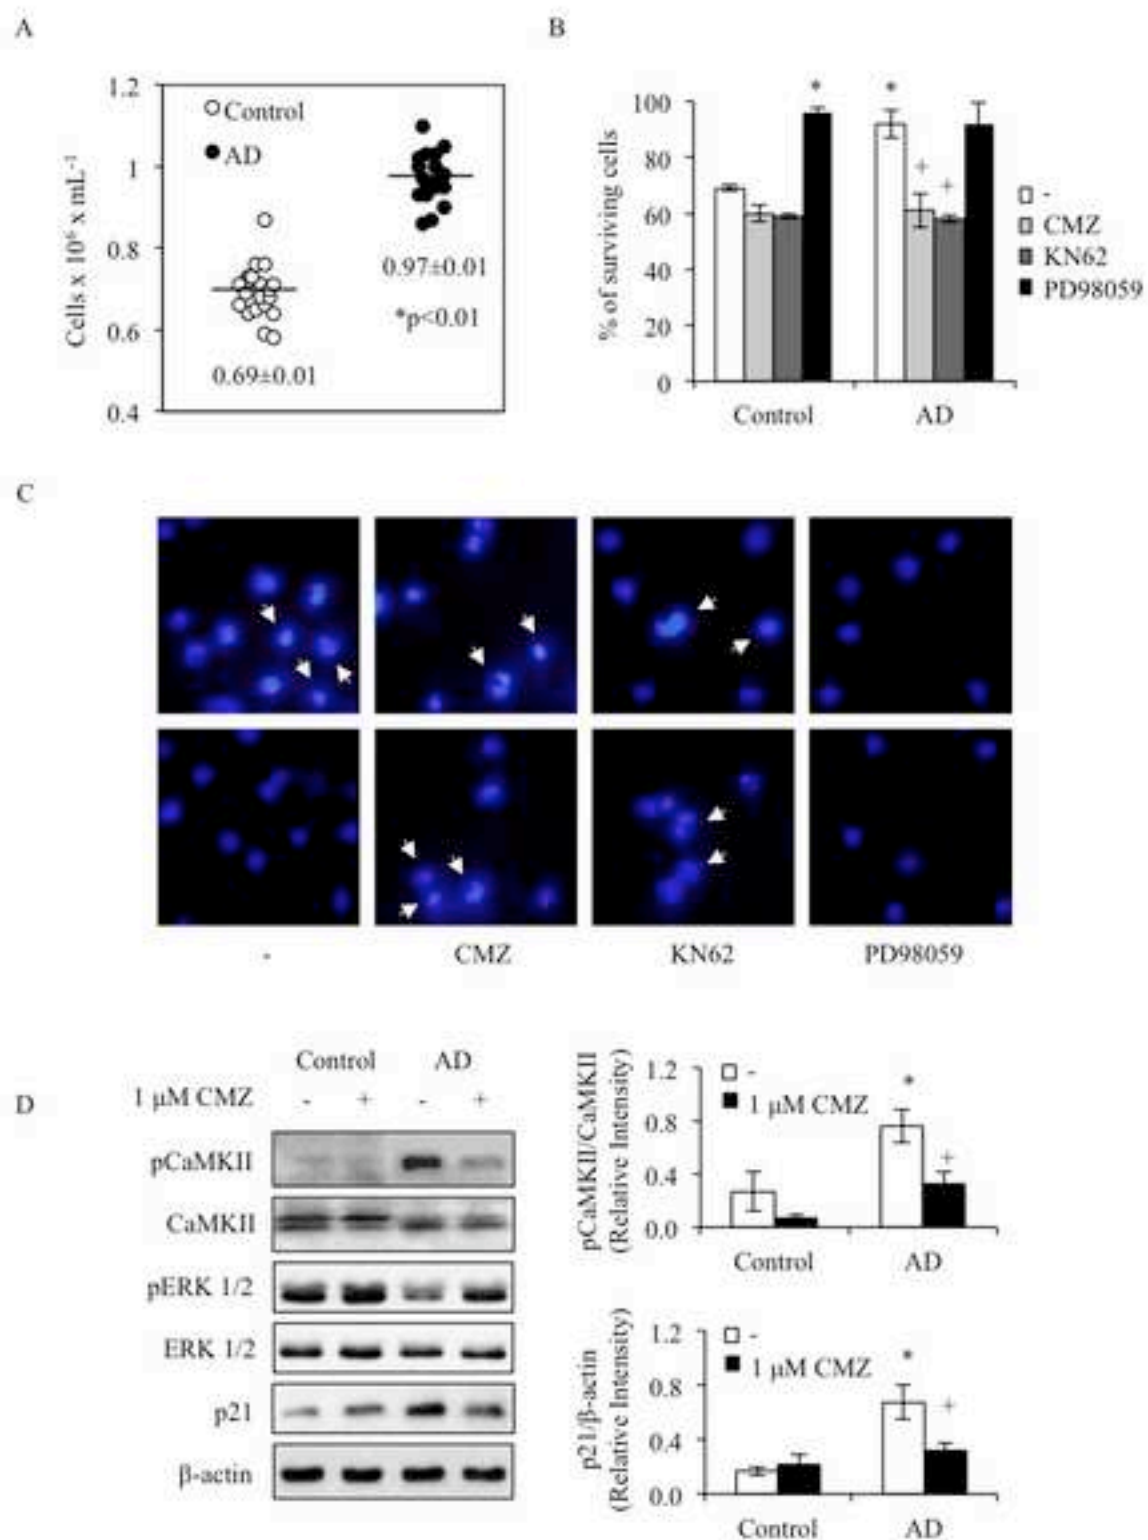 A
1.2
1
0.8
0.6
0.4
Cells x 10⁶ x mL⁻¹
Control
AD
0.69±0.01
0.97±0.01
*p<0.01
B
100
80
60
40
20
0
% of surviving cells
*
*
+
+
Control
AD
-
CMZ
KN62
PD98059
C
-
CMZ
KN62
PD98059
D
Control
AD
1 µM CMZ
-
+
-
+
pCaMKII
CaMKII
pERK 1/2
ERK 1/2
p21
β-actin
pCaMKII/CaMKII
(Relative Intensity)
1.2
0.8
0.4
0.0
-
1 µM CMZ
*
+
Control
AD
p21/β-actin
(Relative Intensity)
1.2
0.8
0.4
0.0
-
1 µM CMZ
*
+
Control
AD